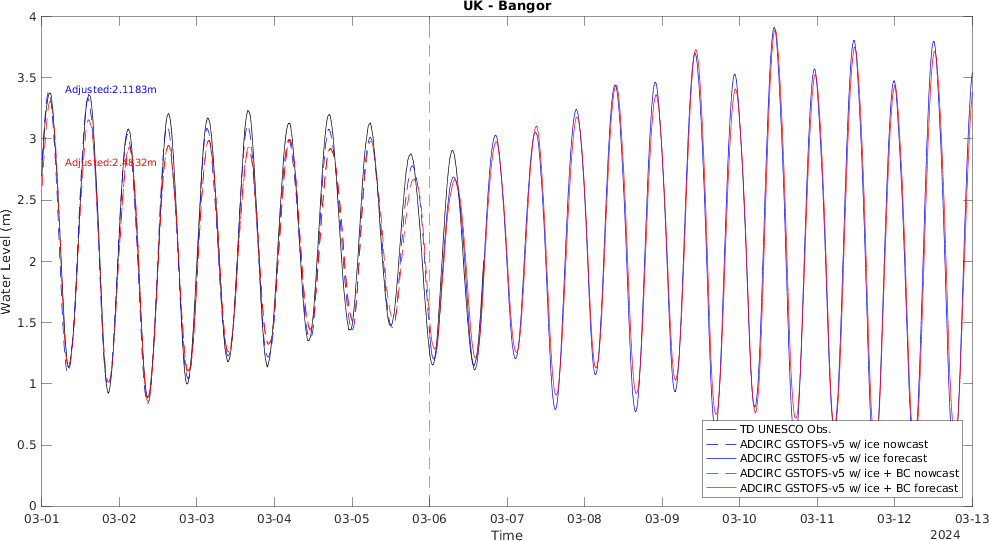 UK - Bangor
4
3.5
3
2.5
2
1.5
1
0.5
0
Water Level (m)
Adjusted:2.1183m
Adjusted:2.4832m
TD UNESCO Obs.
ADCIRC GSTOFS-v5 w/ ice nowcast
ADCIRC GSTOFS-v5 w/ ice forecast
ADCIRC GSTOFS-v5 w/ ice + BC nowcast
ADCIRC GSTOFS-v5 w/ ice + BC forecast
03-01 03-02 03-03 03-04 03-05 03-06 03-07 03-08 03-09 03-10 03-11 03-12 03-13
Time
2024